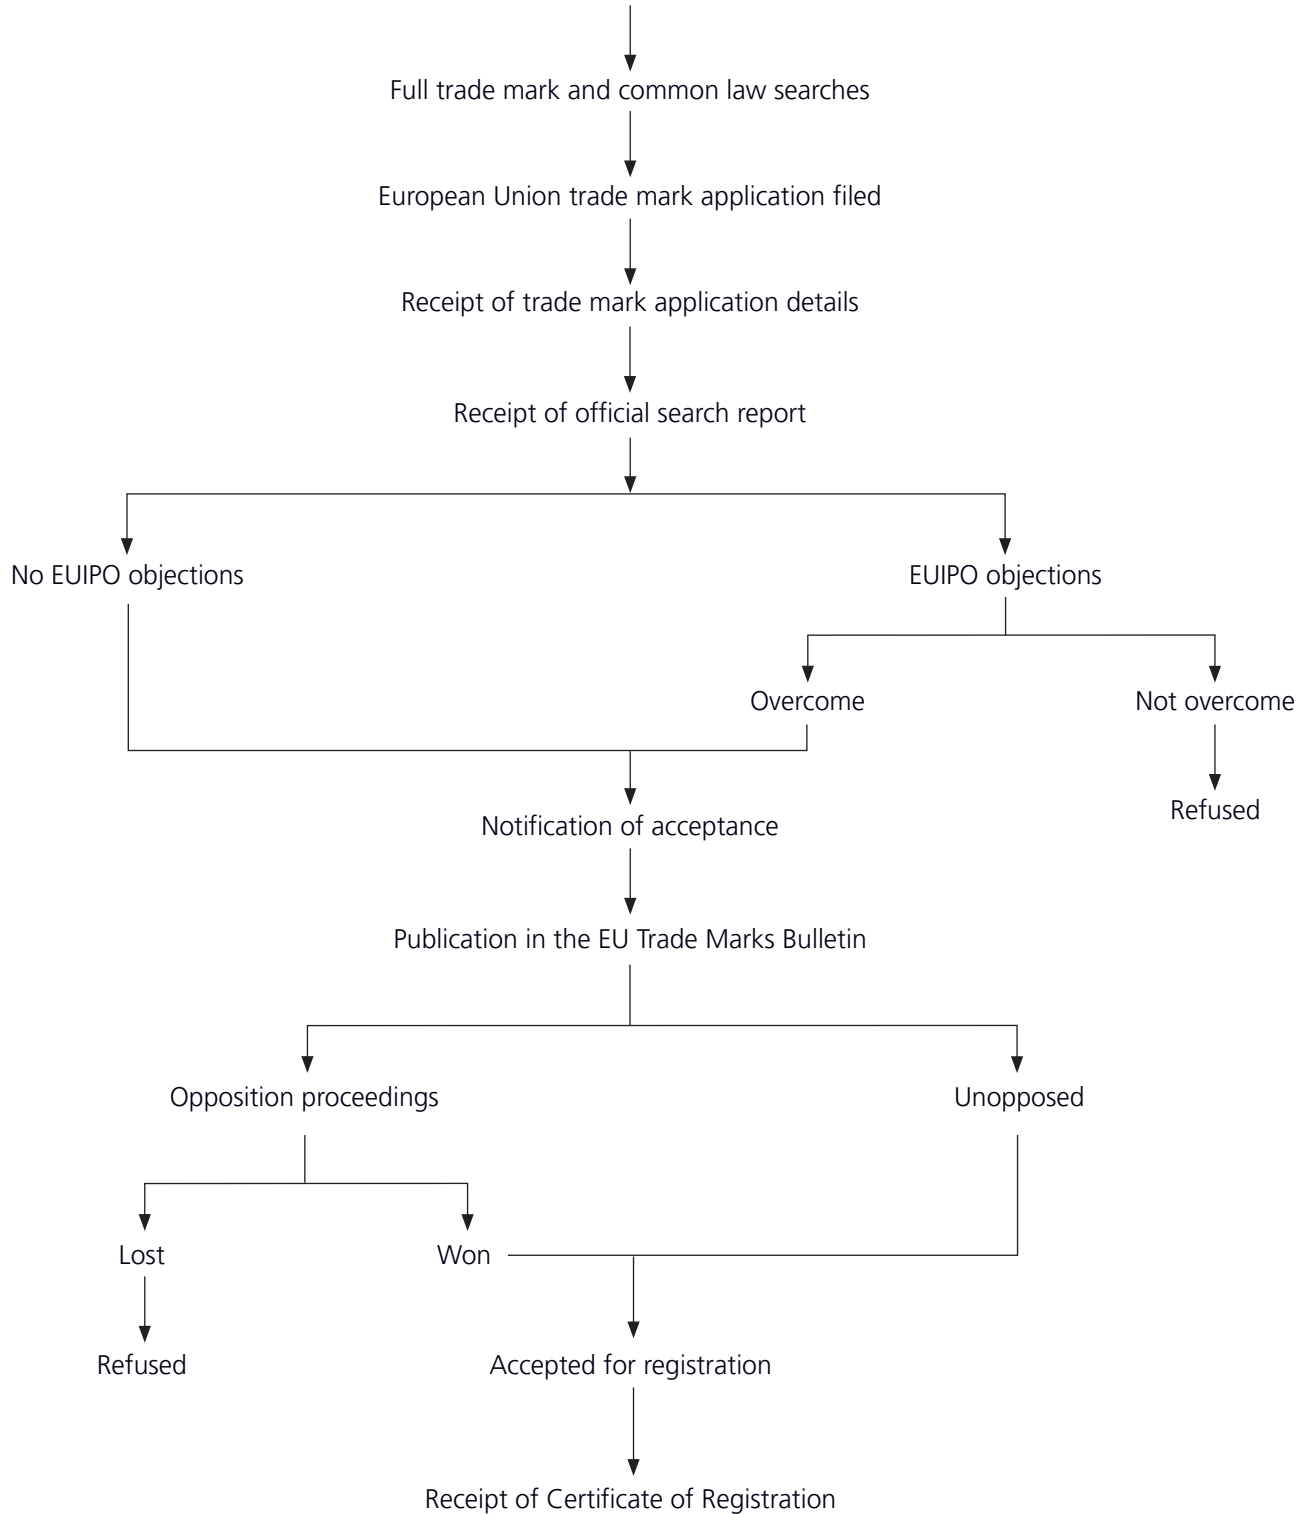 Full trade mark and common law searches
European Union trade mark application filed
Receipt of trade mark application details
Receipt of official search report
No EUIPO objections
EUIPO objections
Overcome
Not overcome
Refused
Notification of acceptance
Publication in the EU Trade Marks Bulletin
Opposition proceedings
Unopposed
Lost
Won
Refused
Accepted for registration
Receipt of Certificate of Registration